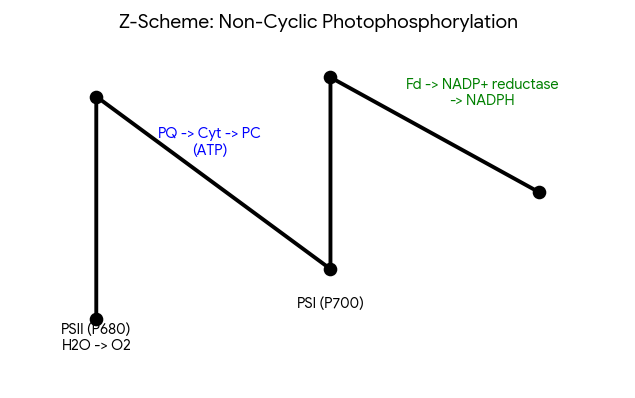 Z-Scheme: Non-Cyclic Photophosphorylation
Fd -> NADP+ reductase
-> NADPH
PQ -> Cyt -> PC
(ATP)
PSI (P700)
PSII (P680)
H2O -> O2